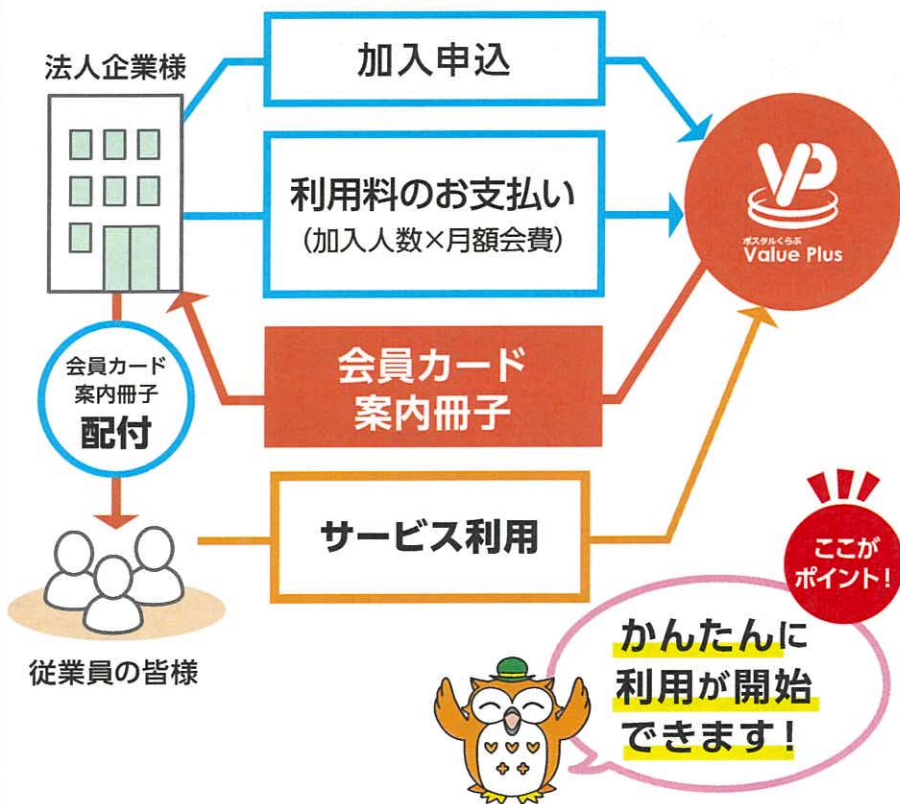 法人企業様
加入申込
利用料のお支払い
（加入人数×月額会費）
VP
ポスタルくらぶ
Value Plus
会員カード
案内冊子
会員カード
案内冊子
配付
サービス利用
従業員の皆様
ここが
ポイント！
かんたんに
利用が開始
できます！